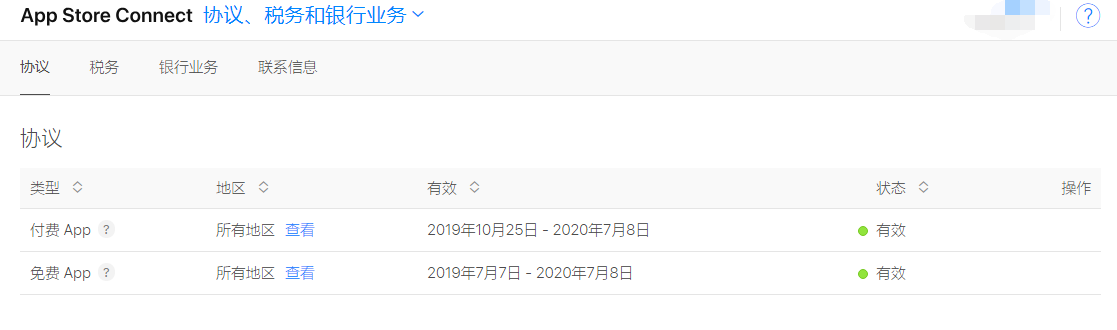 App Store Connect 协议、税务和银行业务 ?
协议 税务 银行业务 联系信息
协议
类型 地区 有效 状态 操作
付费 App ? 所有地区 查看 2019年10月25日 - 2020年7月8日 有效
免费 App ? 所有地区 查看 2019年7月7日 - 2020年7月8日 有效